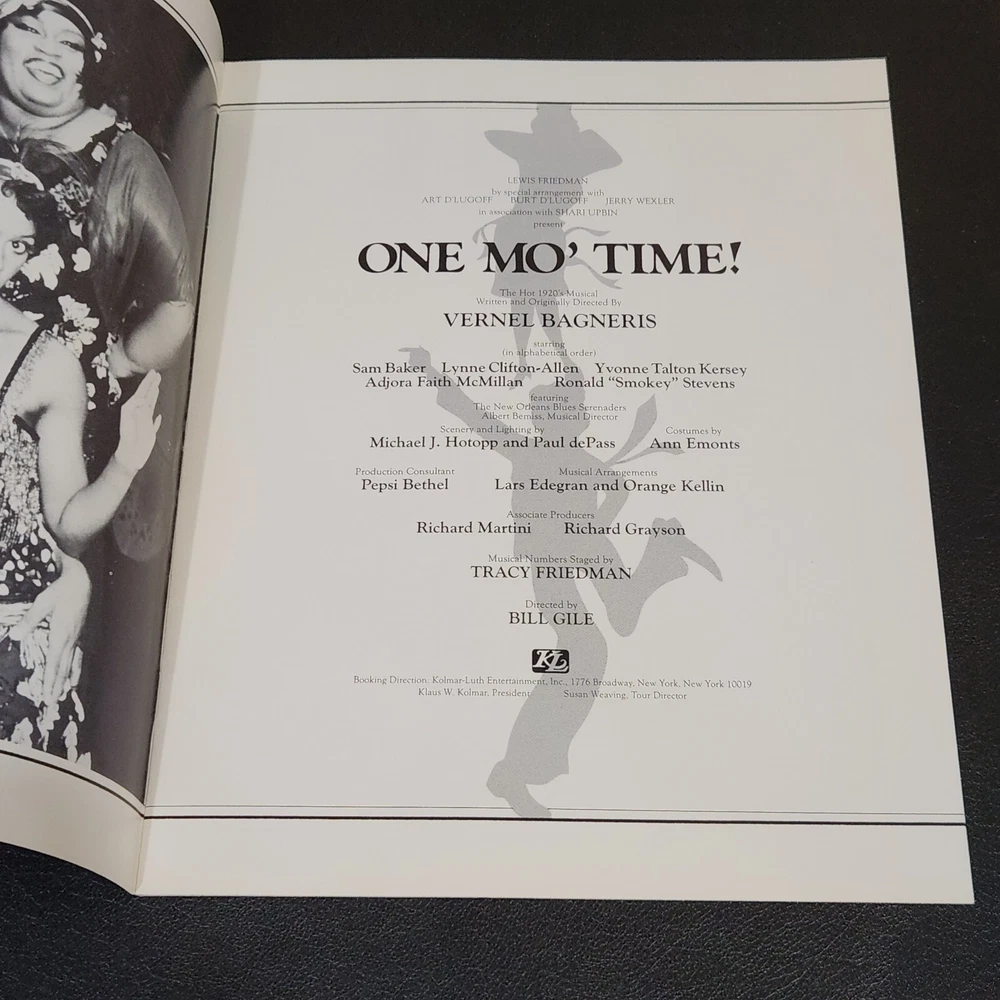 LEWIS FRIEDMAN
by special arrangement with
ART D'LUGOFF BURT D'LUGOFF JERRY WEXLER
in association with SHARI UPBIN
present
ONE MO' TIME!
The Hot 1920's Musical
Written and Originally Directed By
VERNEL BAGNERIS
starring
(in alphabetical order)
Sam Baker Lynne Clifton-Allen Yvonne Talton Kersey
Adjora Faith McMillan Ronald "Smokey" Stevens
featuring
The New Orleans Blues Serenaders
Albert Bemiss, Musical Director
Scenery and Lighting by Costumes by
Michael J. Hotopp and Paul dePass Ann Emonts
Production Consultant Musical Arrangements
Pepsi Bethel Lars Edegran and Orange Kellin
Associate Producers
Richard Martini Richard Grayson
Musical Numbers Staged by
TRACY FRIEDMAN
Directed by
BILL GILE
KL
Booking Direction, Kolmar-Luth Entertainment, Inc., 1776 Broadway, New York, New York 10019
Klaus W. Kolmar, President Susan Weaving, Tour Director